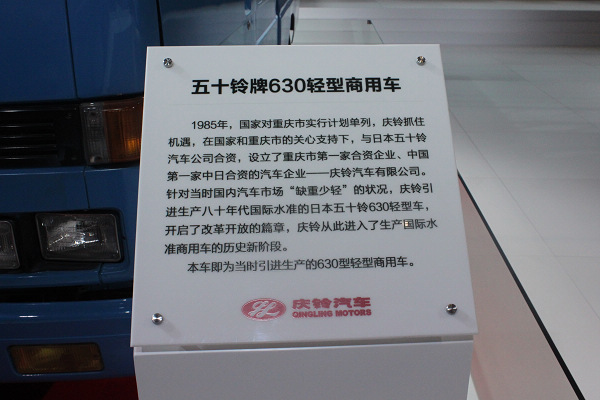 五十铃牌630轻型商用车
1985年，国家对重庆市实行计划单列，庆铃抓住
机遇，在国家和重庆市的关心支持下，与日本五十铃
汽车公司合资，设立了重庆市第一家合资企业、中国
第一家中日合资的汽车企业——庆铃汽车有限公司。
针对当时国内汽车市场“缺重少轻”的状况，庆铃引
进生产八十年代国际水准的日本五十铃630轻型车，
开启了改革开放的篇章，庆铃从此进入了生产国际水
准商用车的历史新阶段。
本车即为当时引进生产的630型轻型商用车。
庆铃汽车
QINGLING MOTORS